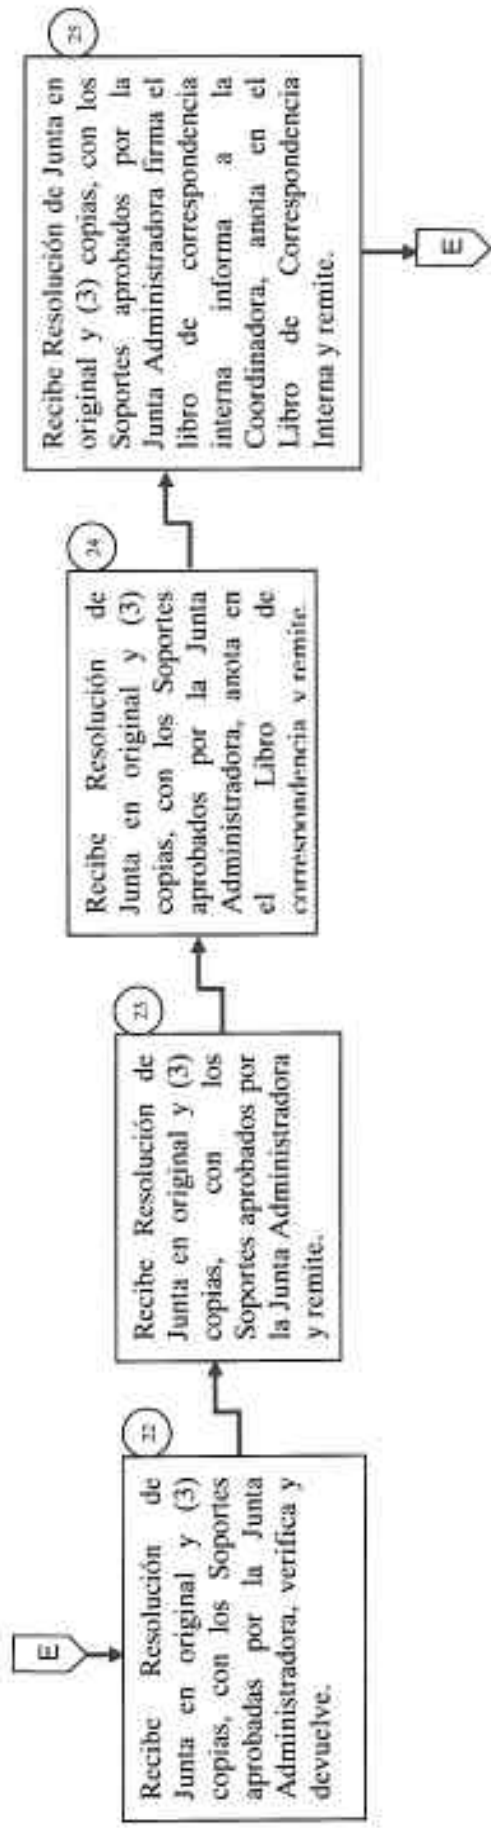 E
22
Recibe Resolución de
Junta en original y (3)
copias, con los Soportes
aprobadas por la Junta
Administradora, verifica y
devuelve.
23
Recibe Resolución de
Junta en original y (3)
copias, con los
Soportes aprobados por
la Junta Administradora
y remite.
24
Recibe Resolución de
Junta en original y (3)
copias, con los Soportes
aprobados por la Junta
Administradora, anota en
el Libro de
correspondencia y remite.
25
Recibe Resolución de Junta en
original y (3) copias, con los
Soportes aprobados por la
Junta Administradora firma el
libro de correspondencia
interna informa a la
Coordinadora, anota en el
Libro de Correspondencia
Interna y remite.
E